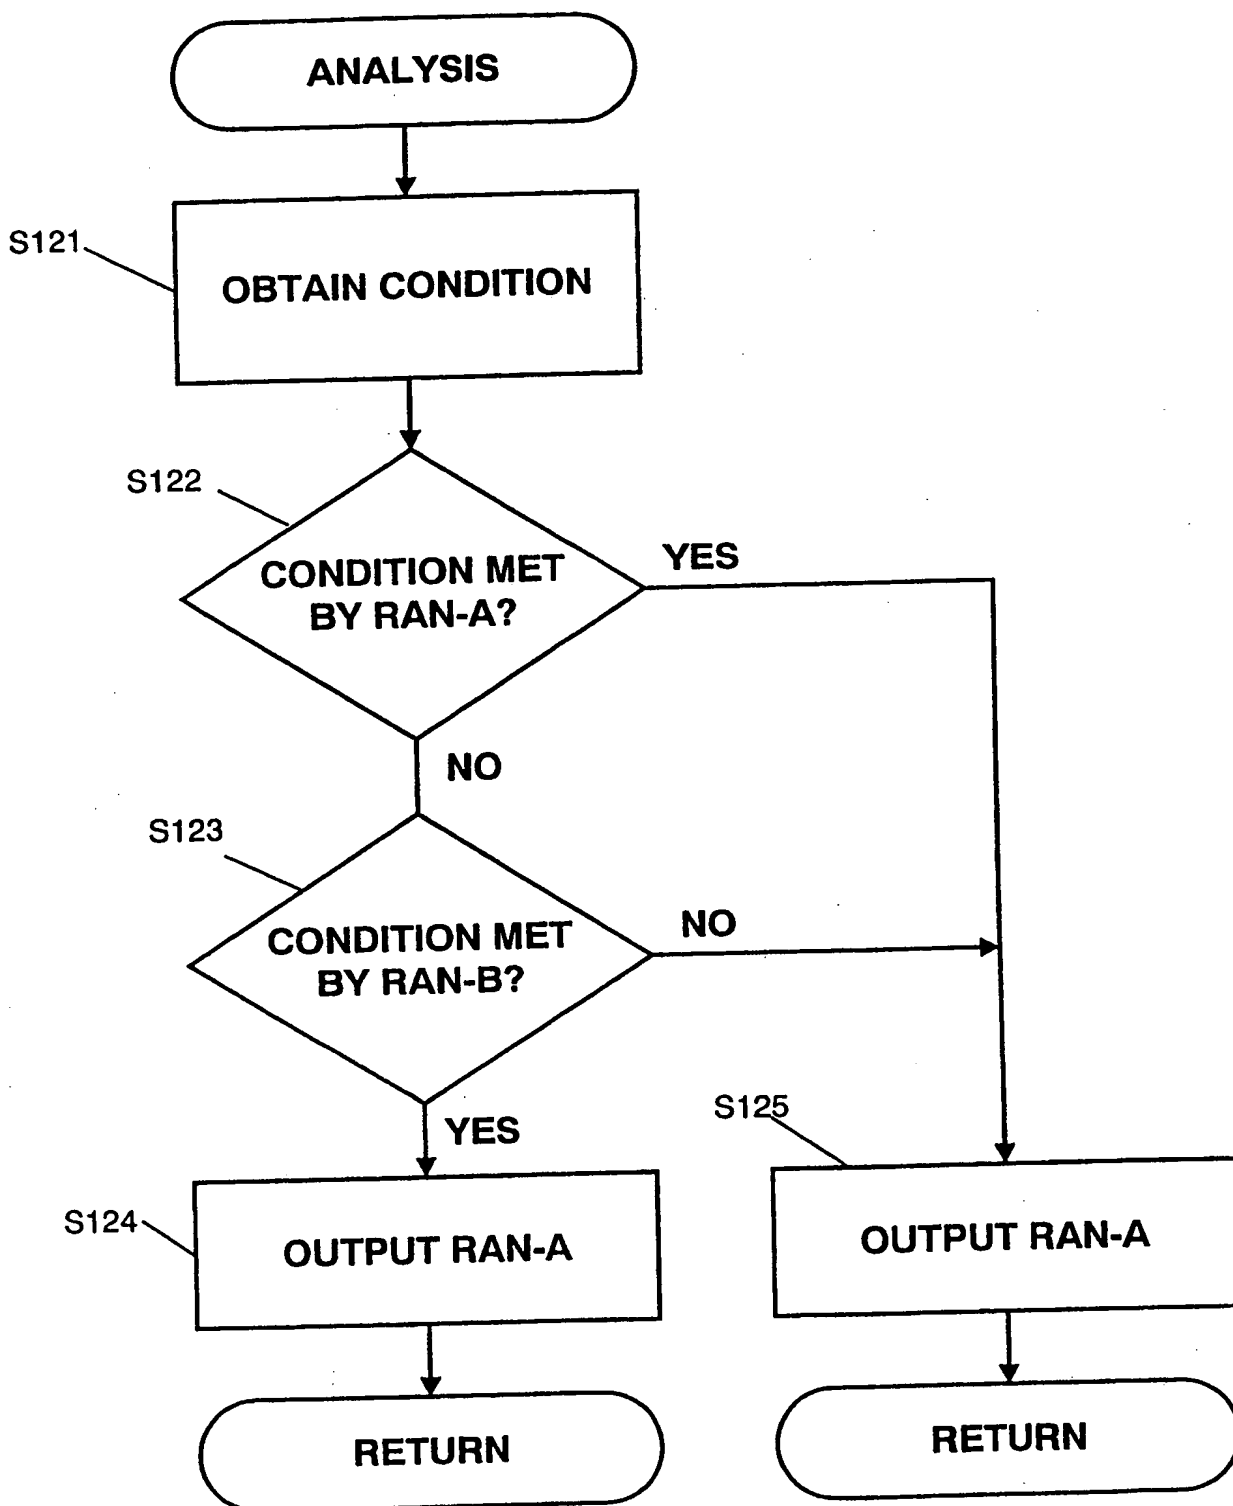 ANALYSIS
S121
OBTAIN CONDITION
S122
CONDITION MET
BY RAN-A?
YES
NO
S123
CONDITION MET
BY RAN-B?
NO
YES
S124
OUTPUT RAN-A
S125
OUTPUT RAN-A
RETURN
RETURN